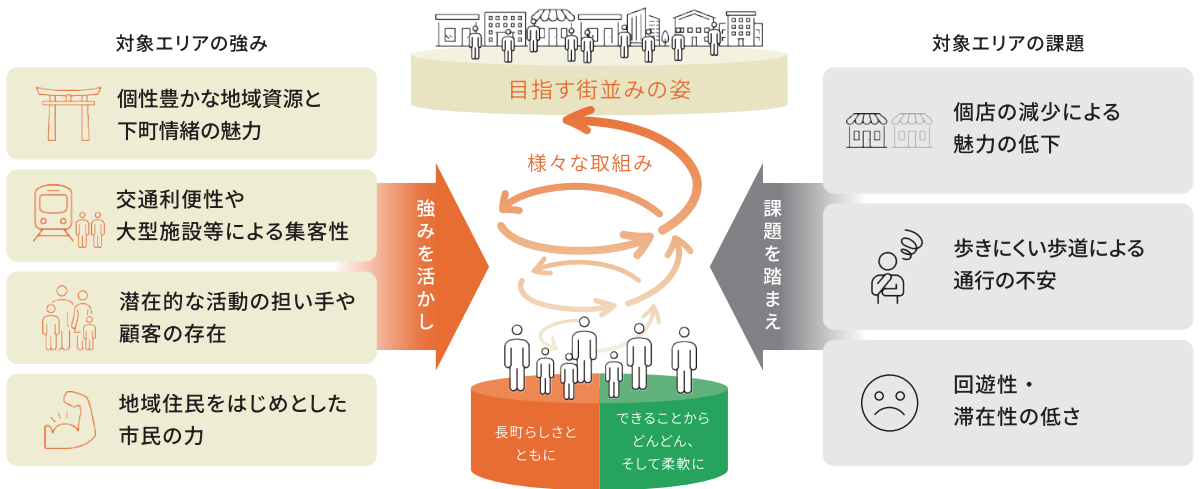 対象エリアの強み
個性豊かな地域資源と
下町情緒の魅力
交通利便性や
大型施設等による集客性
潜在的な活動の担い手や
顧客の存在
地域住民をはじめとした
市民の力
強みを活かし
目指す街並みの姿
様々な取組み
長町らしさと
ともに
できることから
どんどん、
そして柔軟に
課題を踏まえ
対象エリアの課題
個店の減少による
魅力の低下
歩きにくい歩道による
通行の不安
回遊性・
滞在性の低さ